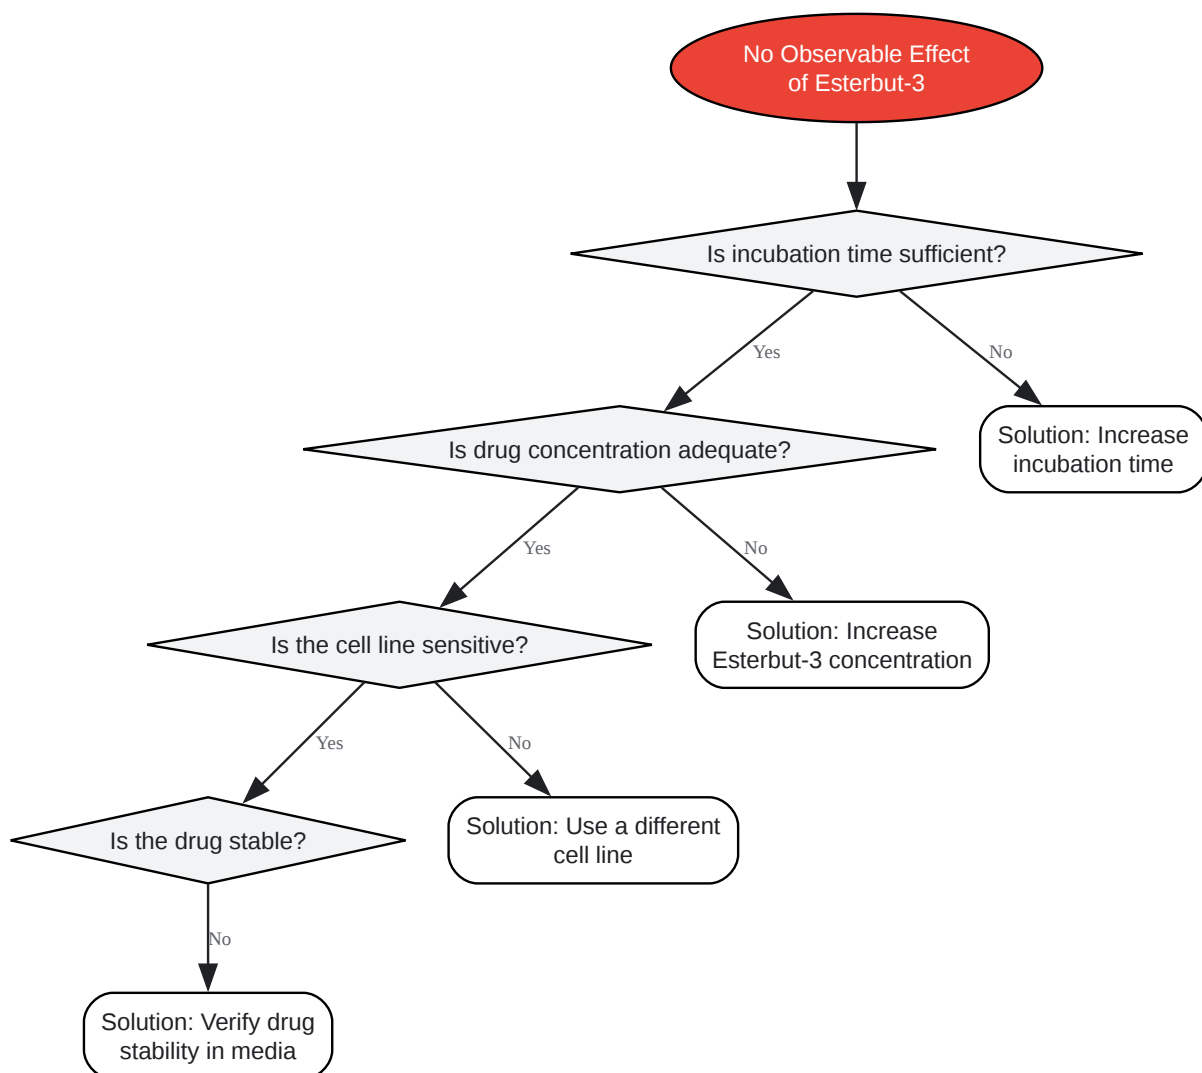 No Observable Effect
of Esterbut-3
Is incubation time sufficient?
Yes
No
Is drug concentration adequate?
Solution: Increase
incubation time
Yes
No
Is the cell line sensitive?
Solution: Increase
Esterbut-3 concentration
Yes
No
Is the drug stable?
Solution: Use a different
cell line
No
Solution: Verify drug
stability in media